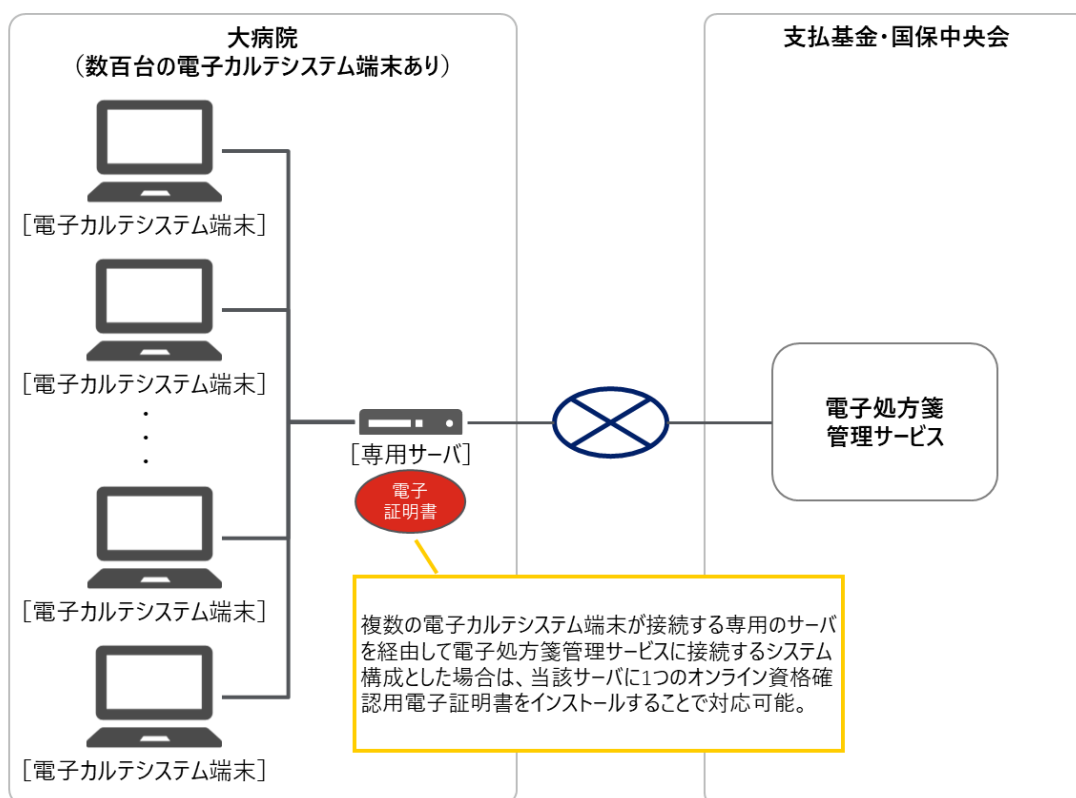 大病院
（数百台の電子カルテシステム端末あり）
支払基金・国保中央会
［電子カルテシステム端末］
［電子カルテシステム端末］
・
・
・
［専用サーバ］
電子
証明書
電子処方箋
管理サービス
［電子カルテシステム端末］
［電子カルテシステム端末］
複数の電子カルテシステム端末が接続する専用のサーバ
を経由して電子処方箋管理サービスに接続するシステム
構成とした場合は、当該サーバに1つのオンライン資格確
認用電子証明書をインストールすることで対応可能。